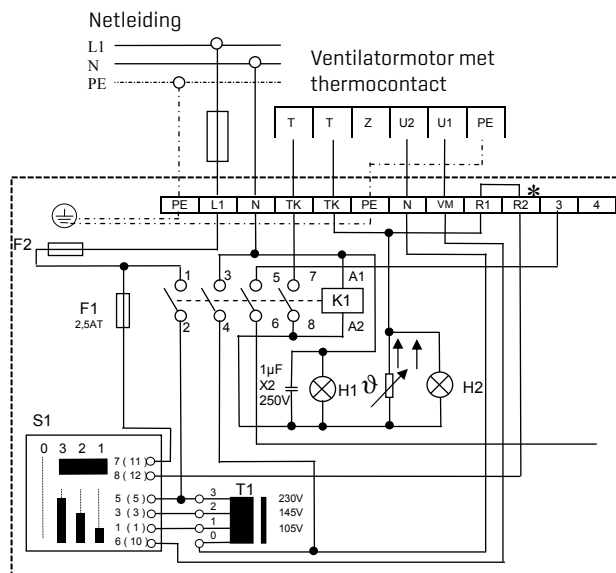 Netleiding
L1
N
PE
Ventilatormotor met
thermocontact
T T Z U2 U1 PE
PE L1 N TK TK PE N VM R1 R2 * 3 4
F2
F1
2,5AT
1 3 5 7 A1
K1
2 4 6 8 A2
1µF
X2
250V
H1
ϑ
H2
S1
0 3 2 1
7 (11)
8 (12)
5 (5)
3 (3)
1 (1)
6 (10)
T1
3 230V
2 145V
1 105V
0